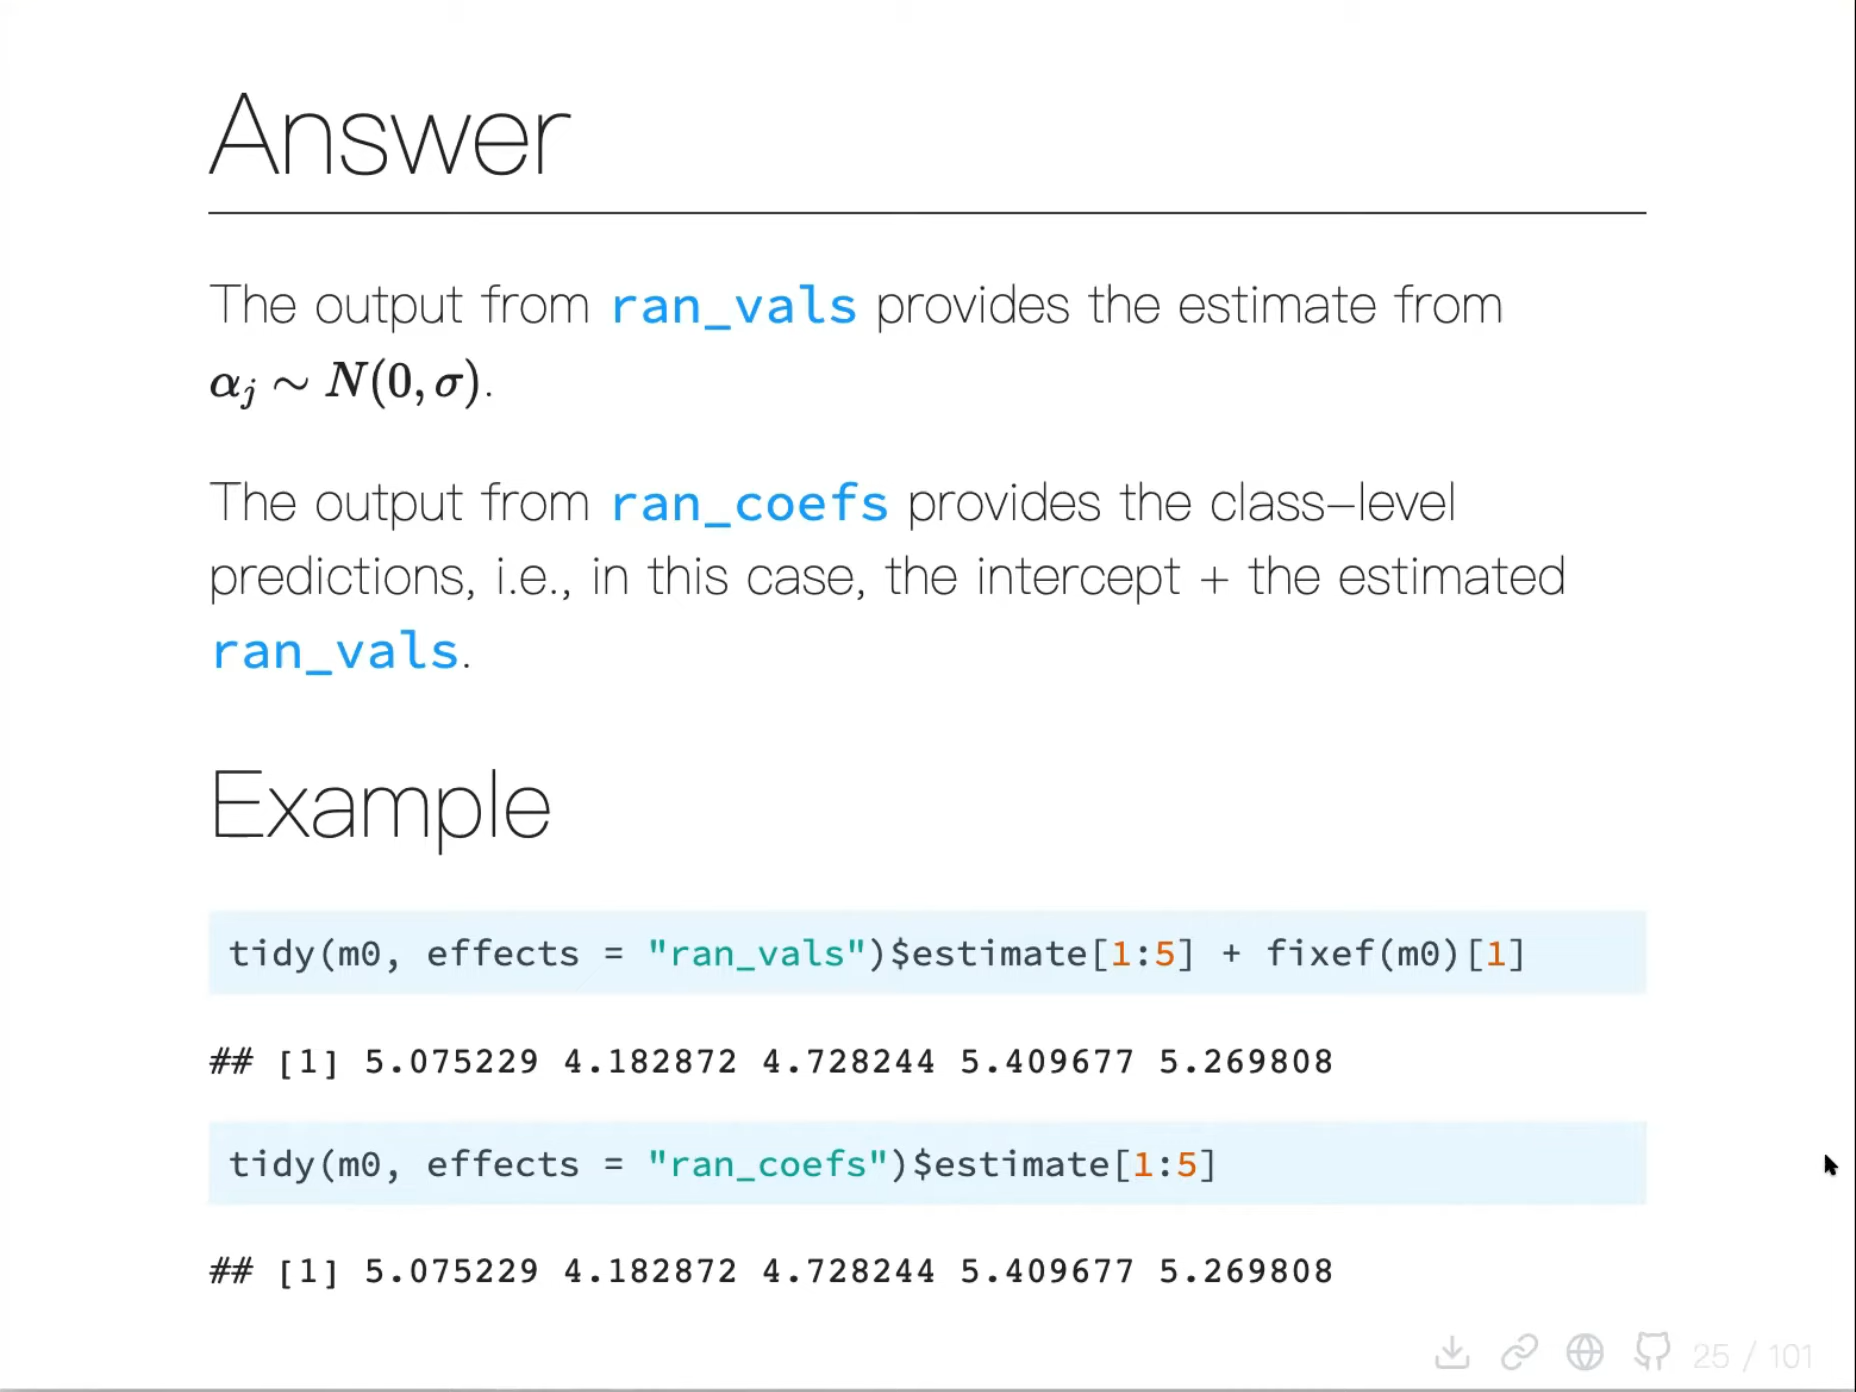 Answer
The output from ran_vals provides the estimate from
αj ∼ N(0, σ).
The output from ran_coefs provides the class–level
predictions, i.e., in this case, the intercept + the estimated
ran_vals.
Example
tidy(m0, effects = "ran_vals")$estimate[1:5] + fixef(m0)[1]
## [1] 5.075229 4.182872 4.728244 5.409677 5.269808
tidy(m0, effects = "ran_coefs")$estimate[1:5]
## [1] 5.075229 4.182872 4.728244 5.409677 5.269808
25 / 101